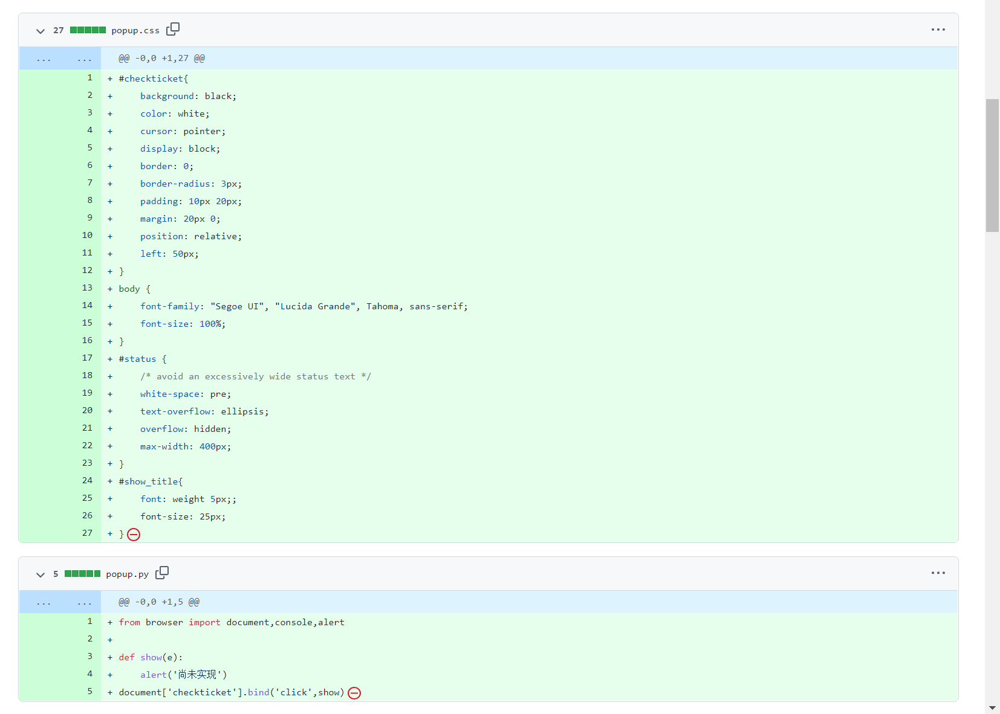 27 popup.css
... ... @@ -0,0 +1,27 @@
1 + #checkticket{
2 +     background: black;
3 +     color: white;
4 +     cursor: pointer;
5 +     display: block;
6 +     border: 0;
7 +     border-radius: 3px;
8 +     padding: 10px 20px;
9 +     margin: 20px 0;
10 +     position: relative;
11 +     left: 50px;
12 + }
13 + body {
14 +     font-family: "Segoe UI", "Lucida Grande", Tahoma, sans-serif;
15 +     font-size: 100%;
16 + }
17 + #status {
18 +     /* avoid an excessively wide status text */
19 +     white-space: pre;
20 +     text-overflow: ellipsis;
21 +     overflow: hidden;
22 +     max-width: 400px;
23 + }
24 + #show_title{
25 +     font: weight 5px;;
26 +     font-size: 25px;
27 + }
5 popup.py
... ... @@ -0,0 +1,5 @@
1 + from browser import document,console,alert
2 +
3 + def show(e):
4 +     alert('尚未实现')
5 + document['checkticket'].bind('click',show)